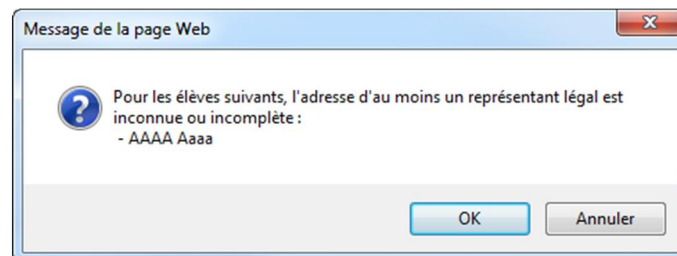 Message de la page Web
Pour les élèves suivants, l'adresse d'au moins un représentant légal est
inconnue ou incomplète :
- AAAA Aaaa
OK
Annuler